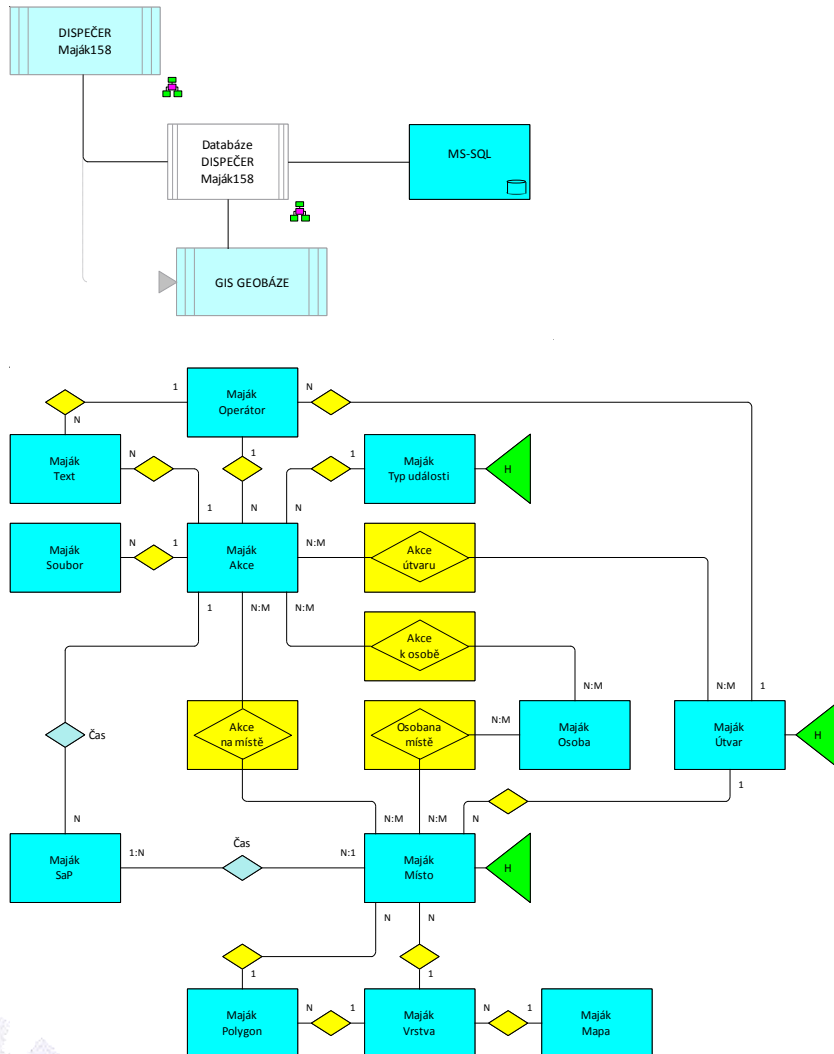 DISPEČER
Maják158
Databáze
DISPEČER
Maják158
MS-SQL
GIS GEOBÁZE
Maják
Operátor
1
N
N
Maják
Text
N
1
1
N
Maják
Typ události
1
N
H
Maják
Soubor
N
1
Maják
Akce
N:M
Akce
útvaru
1
N:M
N:M
Akce
k osobě
N:M
N:M
1
Akce
na místě
Osobana
místě
N:M
Maják
Osoba
Maják
Útvar
H
Čas
1
N
N:M
N:M
N
Maják
SaP
1:N
Čas
N:1
Maják
Místo
H
N
N
1
1
Maják
Polygon
N
1
Maják
Vrstva
N
1
Maják
Mapa